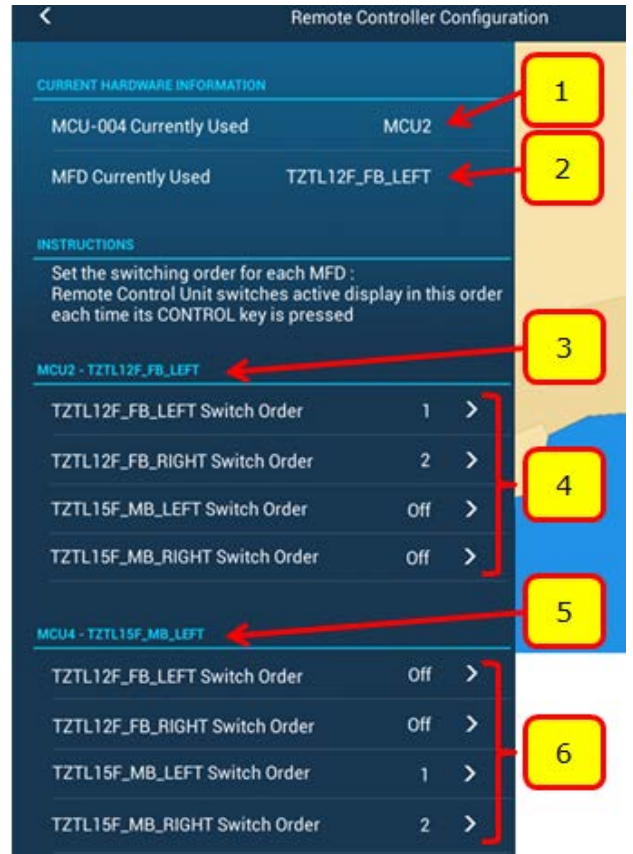 Remote Controller Configuration
CURRENT HARDWARE INFORMATION
1
MCU-004 Currently Used MCU2
2
MFD Currently Used TZTL12F_FB_LEFT
INSTRUCTIONS
Set the switching order for each MFD :
Remote Control Unit switches active display in this order
each time its CONTROL key is pressed
3
MCU2 - TZTL12F_FB_LEFT
TZTL12F_FB_LEFT Switch Order 1
TZTL12F_FB_RIGHT Switch Order 2
4
TZTL15F_MB_LEFT Switch Order Off
TZTL15F_MB_RIGHT Switch Order Off
5
MCU4 - TZTL15F_MB_LEFT
TZTL12F_FB_LEFT Switch Order Off
TZTL12F_FB_RIGHT Switch Order Off
6
TZTL15F_MB_LEFT Switch Order 1
TZTL15F_MB_RIGHT Switch Order 2